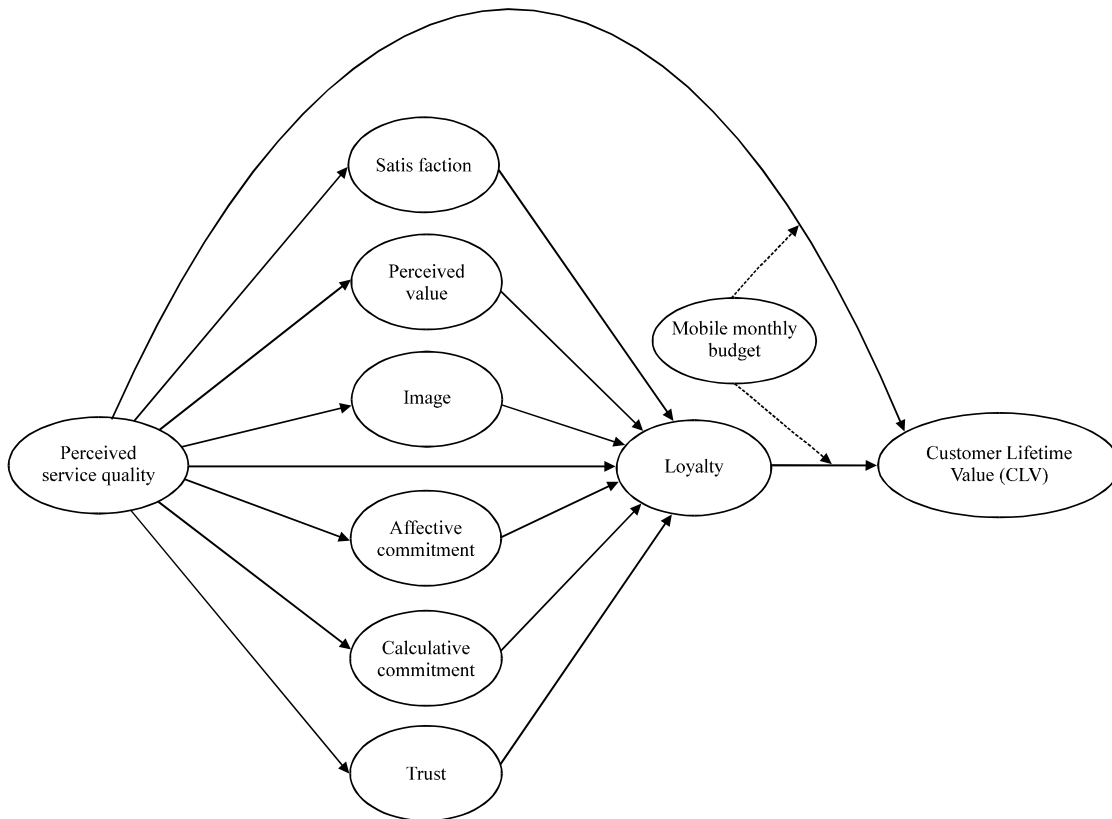 Satis faction
Perceived
value
Mobile monthly
budget
Image
Perceived
service quality
Loyalty
Customer Lifetime
Value (CLV)
Affective
commitment
Calculative
commitment
Trust